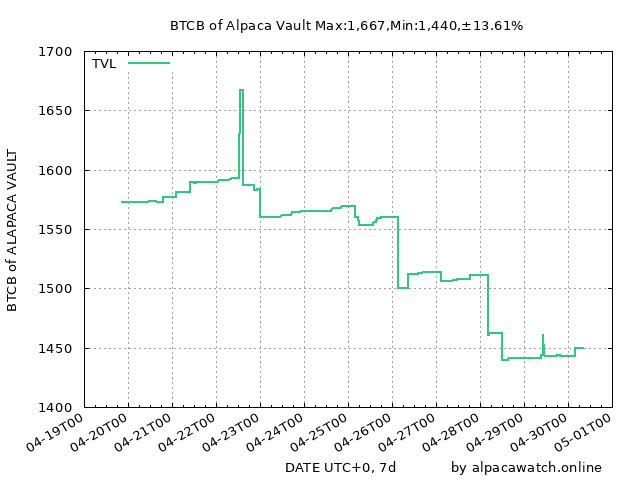 BTCB of Alpaca Vault Max:1,667,Min:1,440,±13.61%
TVL
BTCB of ALAPACA VAULT
1700
1650
1600
1550
1500
1450
1400
04-19T00
04-20T00
04-21T00
04-22T00
04-23T00
04-24T00
04-25T00
04-26T00
04-27T00
04-28T00
04-29T00
04-30T00
05-01T00
DATE UTC+0, 7d
by alpacawatch.online